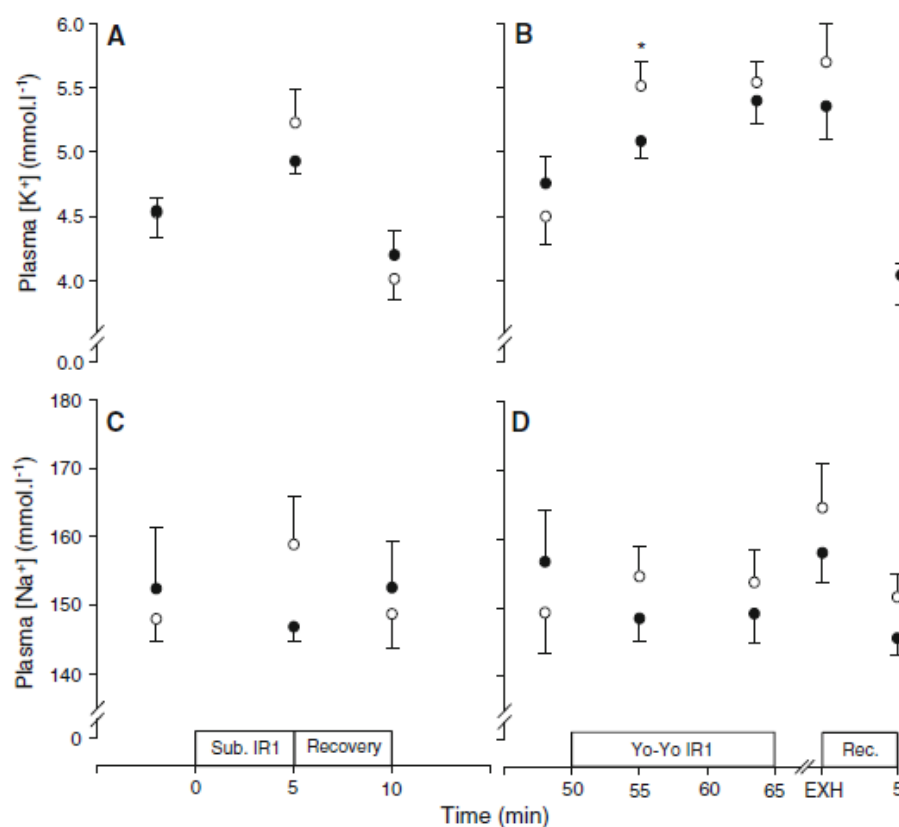 A
B
*
Plasma [K⁺] (mmol.l⁻¹)
6.0
5.5
5.0
4.5
4.0
0.0
C
D
Plasma [Na⁺] (mmol.l⁻¹)
180
170
160
150
140
0
Sub. IR1
Recovery
Yo-Yo IR1
Rec.
0
5
10
50
55
60
65
EXH
5
Time (min)